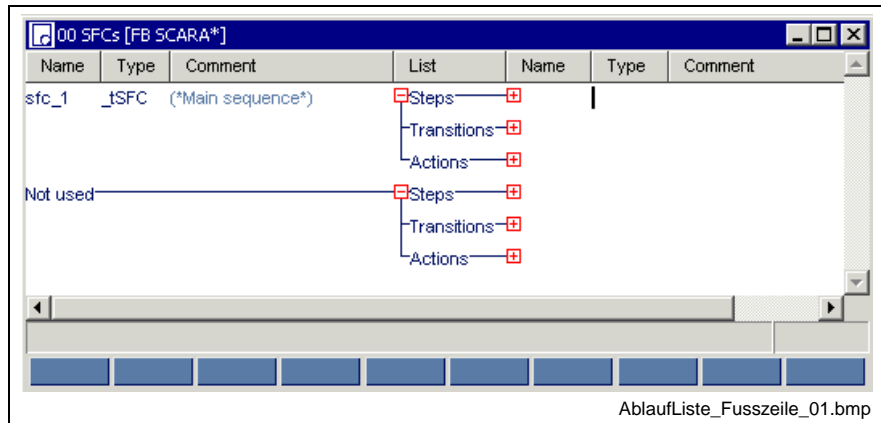 00 SFCs [FB SCARA*]
Name Type Comment List Name Type Comment
sfc_1 _tSFC (*Main sequence*) Steps
Transitions
Actions
Not used Steps
Transitions
Actions
AblaufListe_Fusszeile_01.bmp